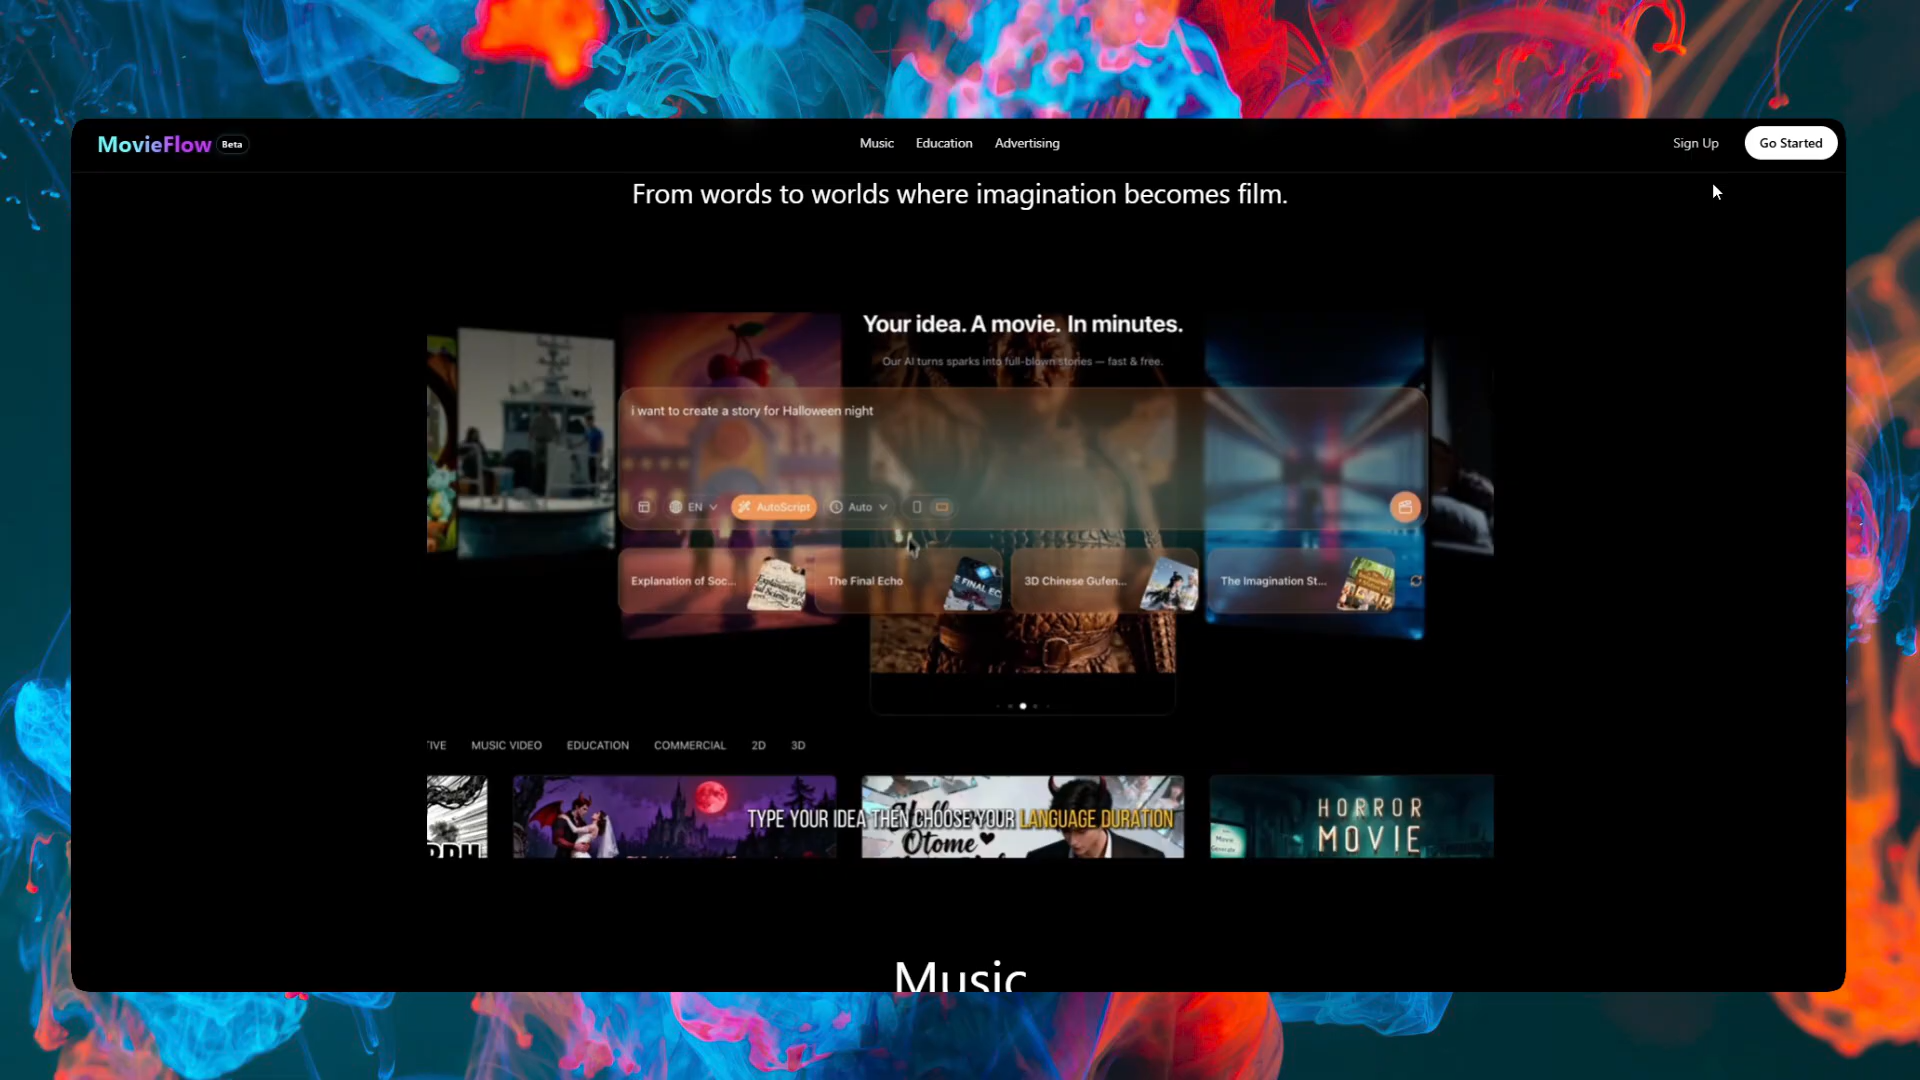 MovieFlow Beta
Music Education Advertising
Sign Up
Go Started
From words to worlds where imagination becomes film.
Your idea. A movie. In minutes.
Our AI turns sparks into full-blown stories — fast & free.
i want to create a story for Halloween night
EN
AutoScript
Auto
Explanation of Soc...
The Final Echo
3D Chinese Gufen...
The Imagination St...
TIVE MUSIC VIDEO EDUCATION COMMERCIAL 2D 3D
TYPE YOUR IDEA THEN CHOOSE YOUR LANGUAGE DURATION
Otome
HORROR
MOVIE
Music